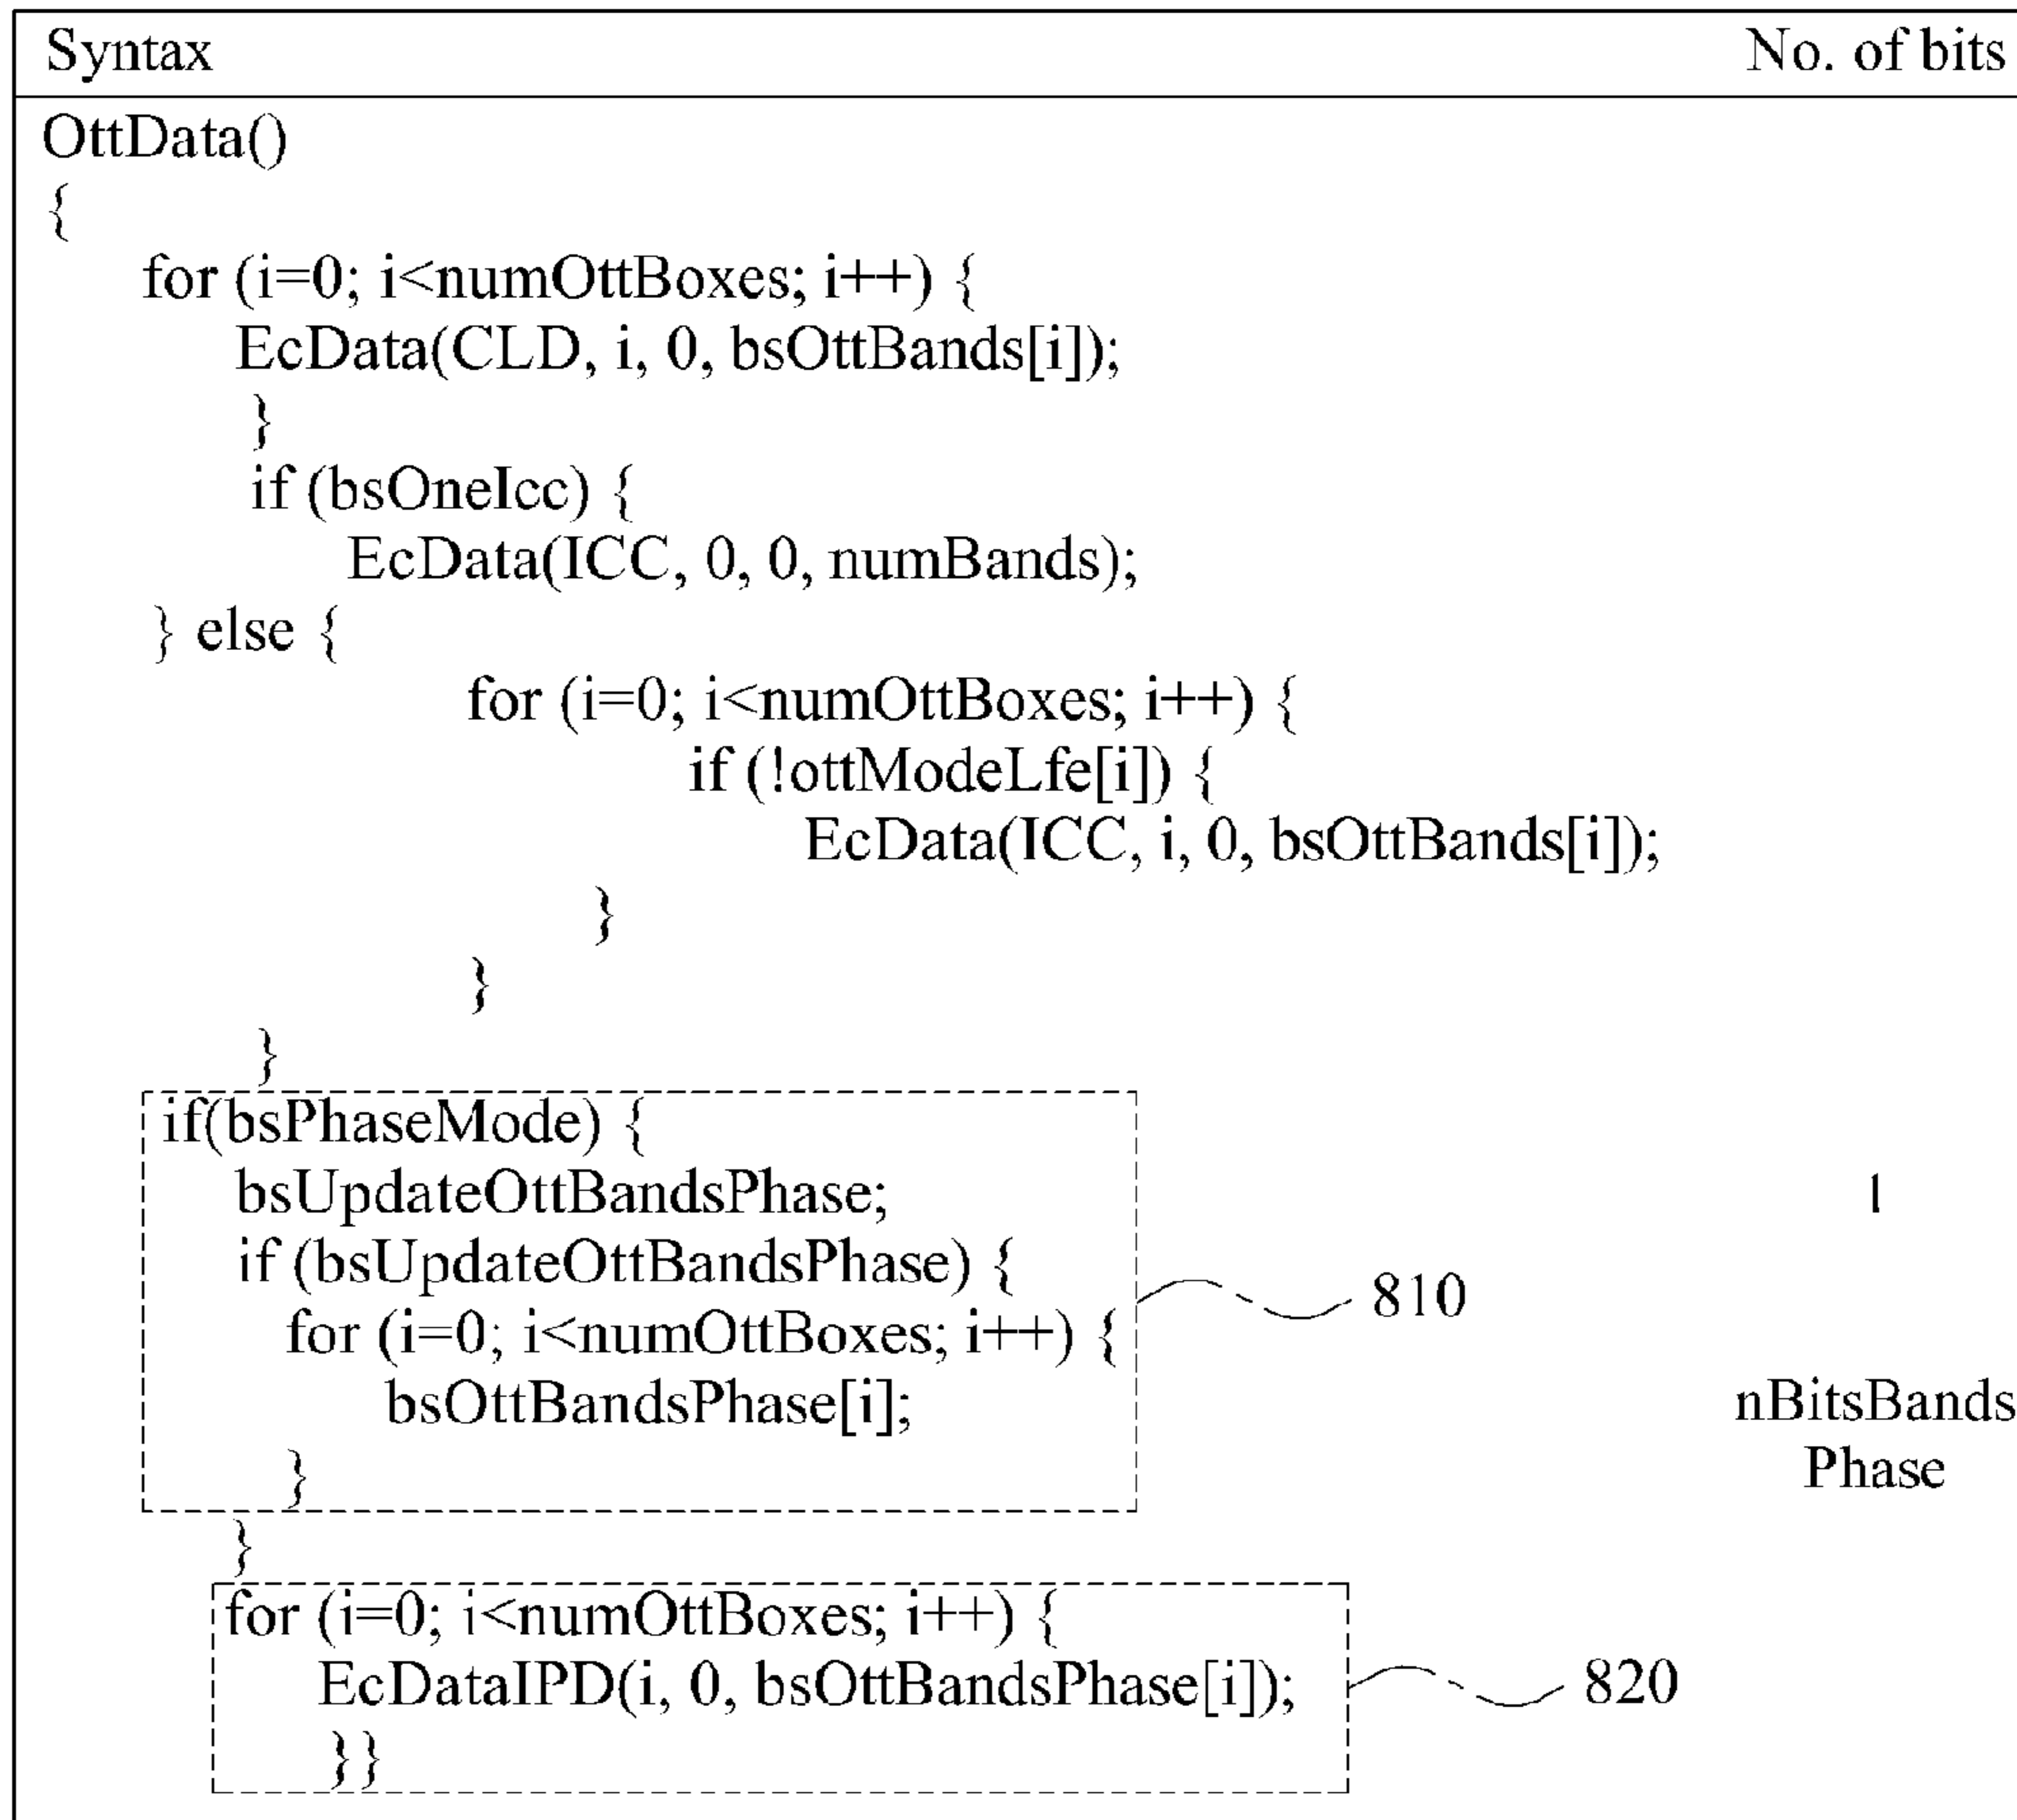 Syntax No. of bits
OttData()
{
for (i=0; i<numOttBoxes; i++) {
EcData(CLD, i, 0, bsOttBands[i]);
}
if (bsOneIcc) {
EcData(ICC, 0, 0, numBands);
} else {
for (i=0; i<numOttBoxes; i++) {
if (!ottModeLfe[i]) {
EcData(ICC, i, 0, bsOttBands[i]);
}
}
}
if(bsPhaseMode) {
bsUpdateOttBandsPhase; 1
if (bsUpdateOttBandsPhase) {
810
for (i=0; i<numOttBoxes; i++) {
bsOttBandsPhase[i]; nBitsBands
Phase
}
}
for (i=0; i<numOttBoxes; i++) {
EcDataIPD(i, 0, bsOttBandsPhase[i]); 820
}}